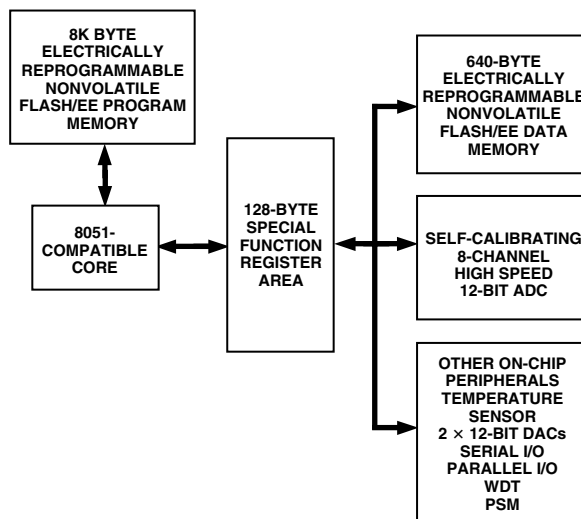 8K BYTE
ELECTRICALLY
REPROGRAMMABLE
NONVOLATILE
FLASH/EE PROGRAM
MEMORY
8051-
COMPATIBLE
CORE
128-BYTE
SPECIAL
FUNCTION
REGISTER
AREA
640-BYTE
ELECTRICALLY
REPROGRAMMABLE
NONVOLATILE
FLASH/EE DATA
MEMORY
SELF-CALIBRATING
8-CHANNEL
HIGH SPEED
12-BIT ADC
OTHER ON-CHIP
PERIPHERALS
TEMPERATURE
SENSOR
2 × 12-BIT DACs
SERIAL I/O
PARALLEL I/O
WDT
PSM